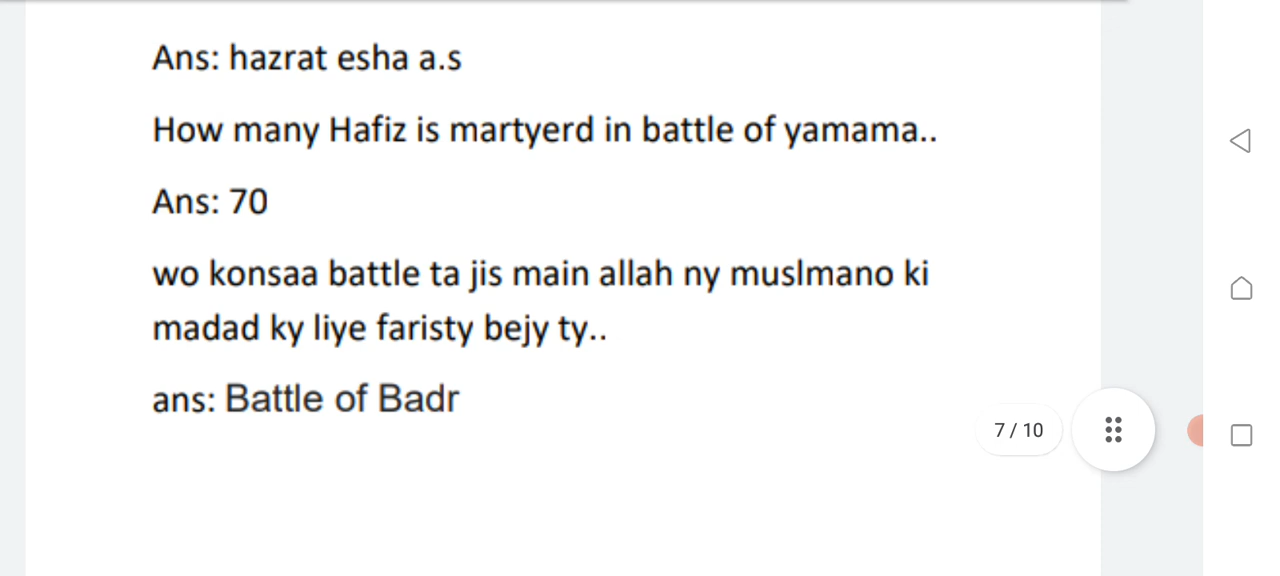 Ans: hazrat esha a.s
How many Hafiz is martyerd in battle of yamama..
Ans: 70
wo konsaa battle ta jis main allah ny muslmano ki
madad ky liye faristy bejy ty..
ans: Battle of Badr
7 / 10